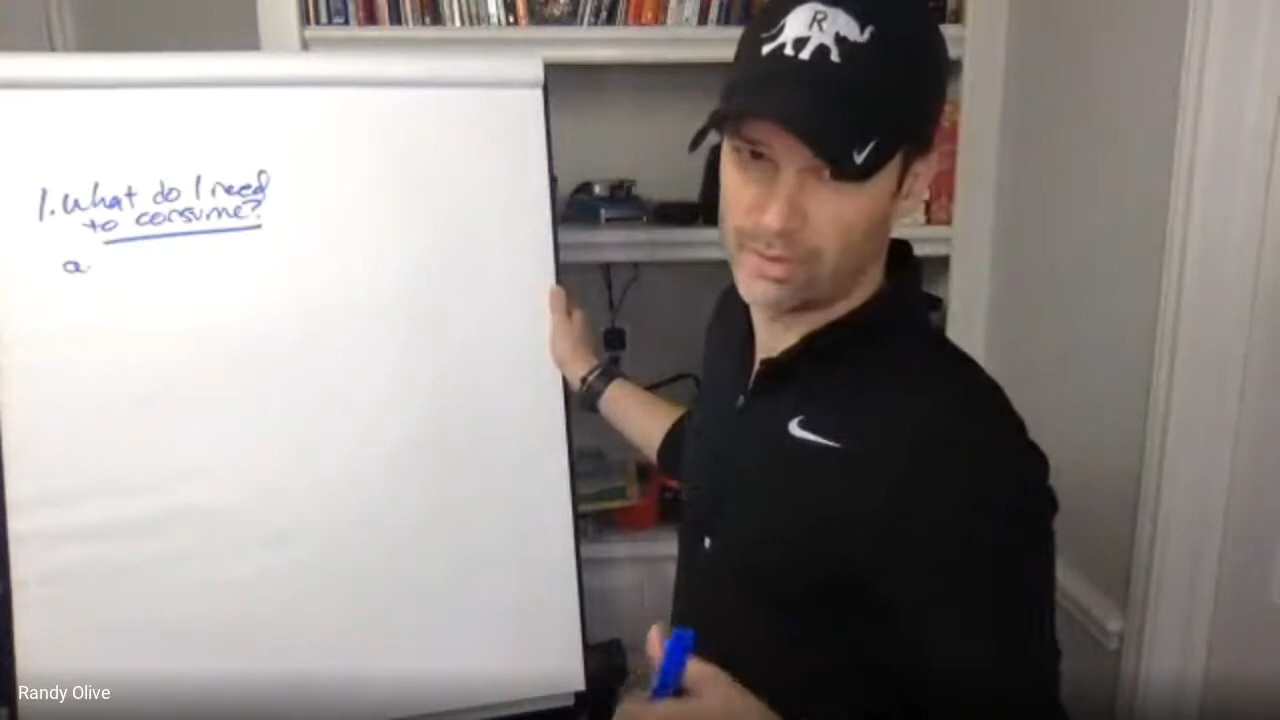 R
1. What do I need
to consume?
a.
Randy Olive